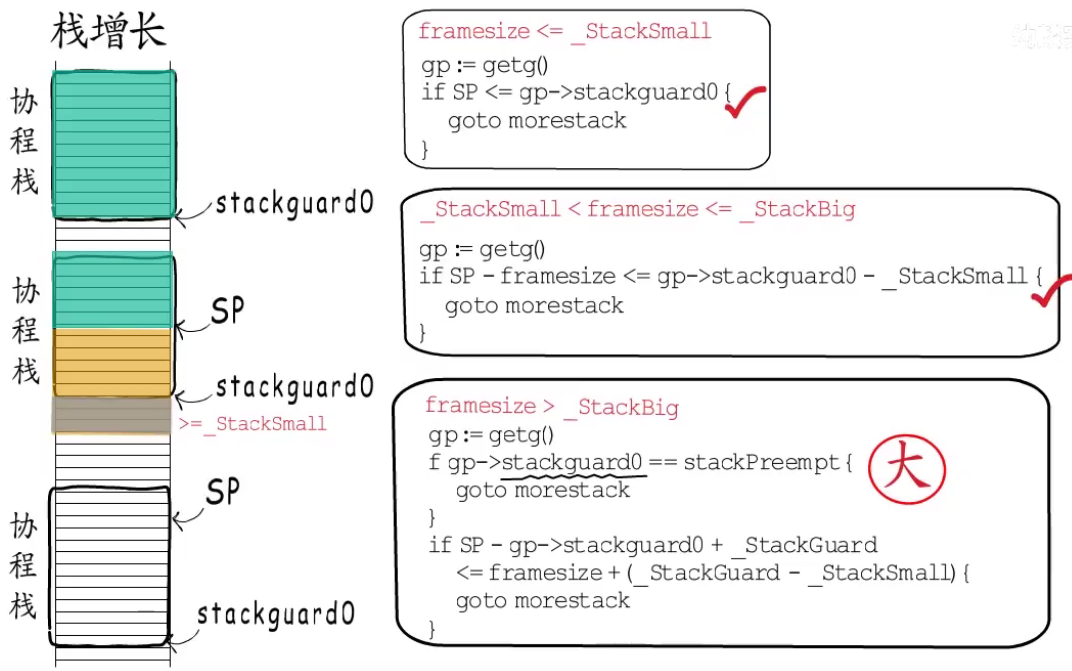 栈增长
协程栈
stackguard0
协程栈
SP
stackguard0
>=_StackSmall
协程栈
SP
stackguard0
framesize <= _StackSmall
gp := getg()
if SP <= gp->stackguard0 {
goto morestack
}
_StackSmall < framesize <= _StackBig
gp := getg()
if SP - framesize <= gp->stackguard0 - _StackSmall {
goto morestack
}
framesize > _StackBig
gp := getg()
f gp->stackguard0 == stackPreempt {
goto morestack
}
if SP - gp->stackguard0 + _StackGuard
<= framesize + (_StackGuard - _StackSmall) {
goto morestack
}
大